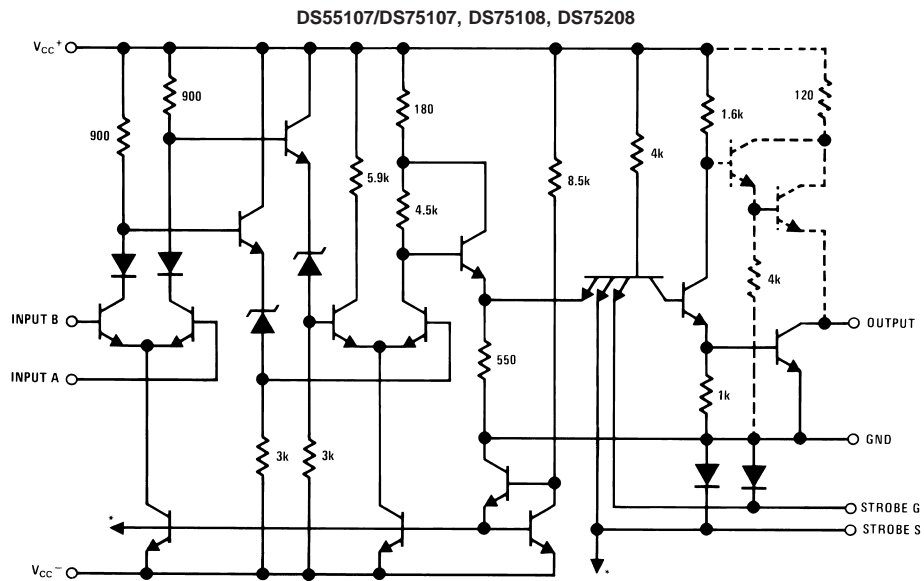 DS55107/DS75107, DS75108, DS75208
VCC+
900
900
180
1.6k
120
5.9k
4.5k
8.5k
4k
4k
INPUT B
OUTPUT
INPUT A
550
1k
3k
3k
GND
STROBE G
STROBE S
*
*
VCC−